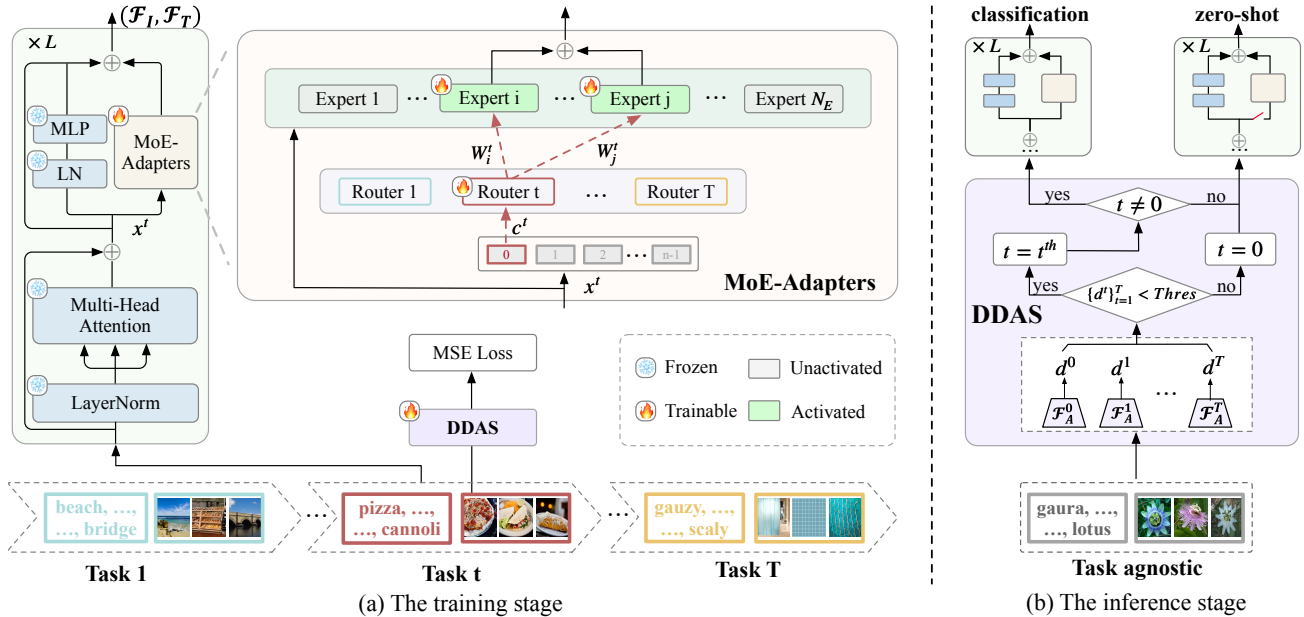 (ℱ_I, ℱ_T)
× L
MLP
LN
MoE-
Adapters
x^t
Multi-Head
Attention
LayerNorm
Expert 1
...
Expert i
...
Expert j
...
Expert N_E
W_i^t
W_j^t
Router 1
Router t
...
Router T
c^t
0
1
2
...
n-1
x^t
MoE-Adapters
MSE Loss
DDAS
Frozen
Unactivated
Trainable
Activated
beach, ...,
..., bridge
...
pizza, ...,
..., cannoli
...
gauzy, ...,
..., scaly
Task 1
Task t
Task T
(a) The training stage
classification
zero-shot
× L
× L
...
...
yes
t ≠ 0
no
t = t^{th}
t = 0
yes
{d^t}_{t=1}^T < Thres
no
DDAS
d^0
d^1
d^T
...
ℱ_A^0
ℱ_A^1
ℱ_A^T
gaura, ...,
..., lotus
Task agnostic
(b) The inference stage